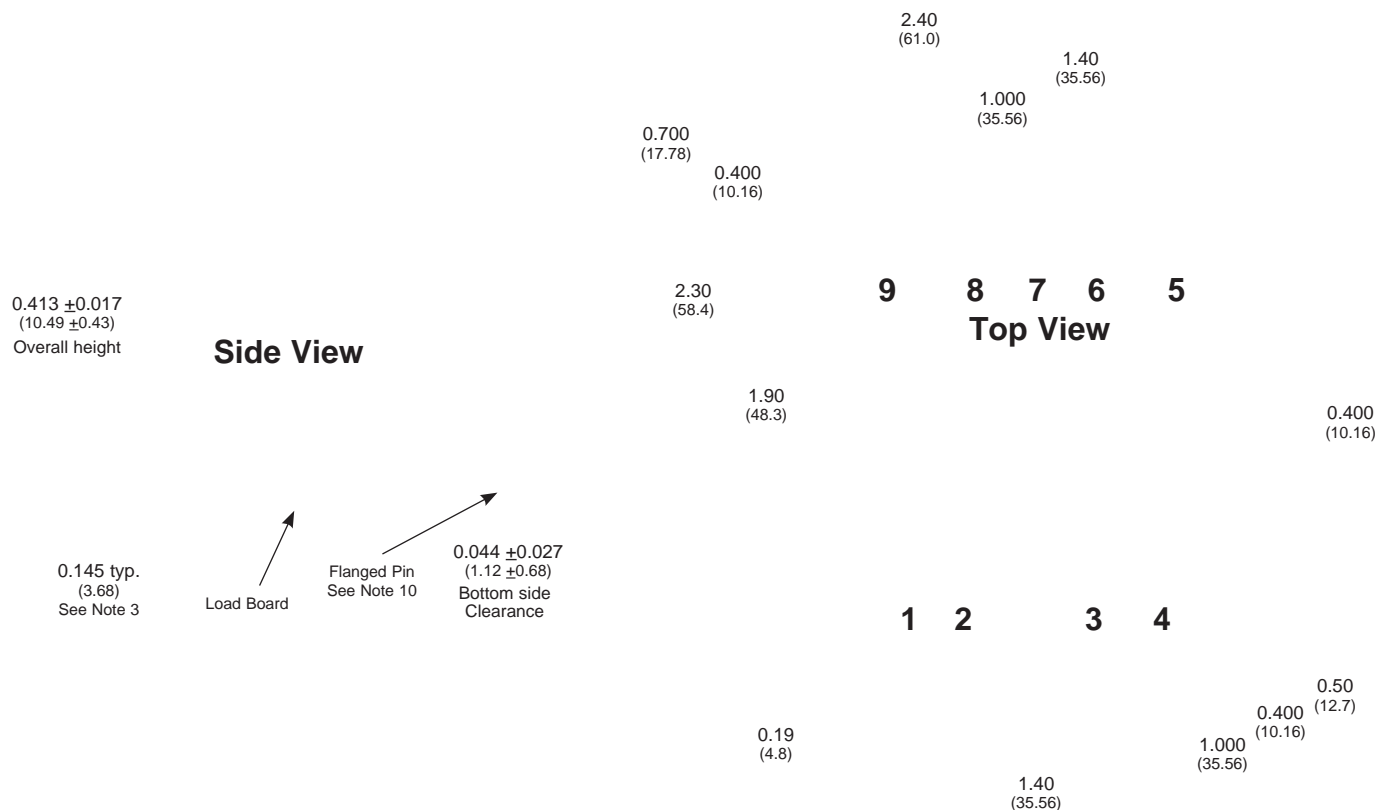 2.40
(61.0)
1.40
(35.56)
1.000
(35.56)
0.700
(17.78)
0.400
(10.16)
0.413 ±0.017
(10.49 ±0.43)
Overall height
Side View
2.30
(58.4)
9 8 7 6 5
Top View
1.90
(48.3)
0.400
(10.16)
0.145 typ.
(3.68)
See Note 3
Load Board
Flanged Pin
See Note 10
0.044 ±0.027
(1.12 ±0.68)
Bottom side
Clearance
1 2 3 4
0.50
(12.7)
0.400
(10.16)
1.000
(35.56)
0.19
(4.8)
1.40
(35.56)